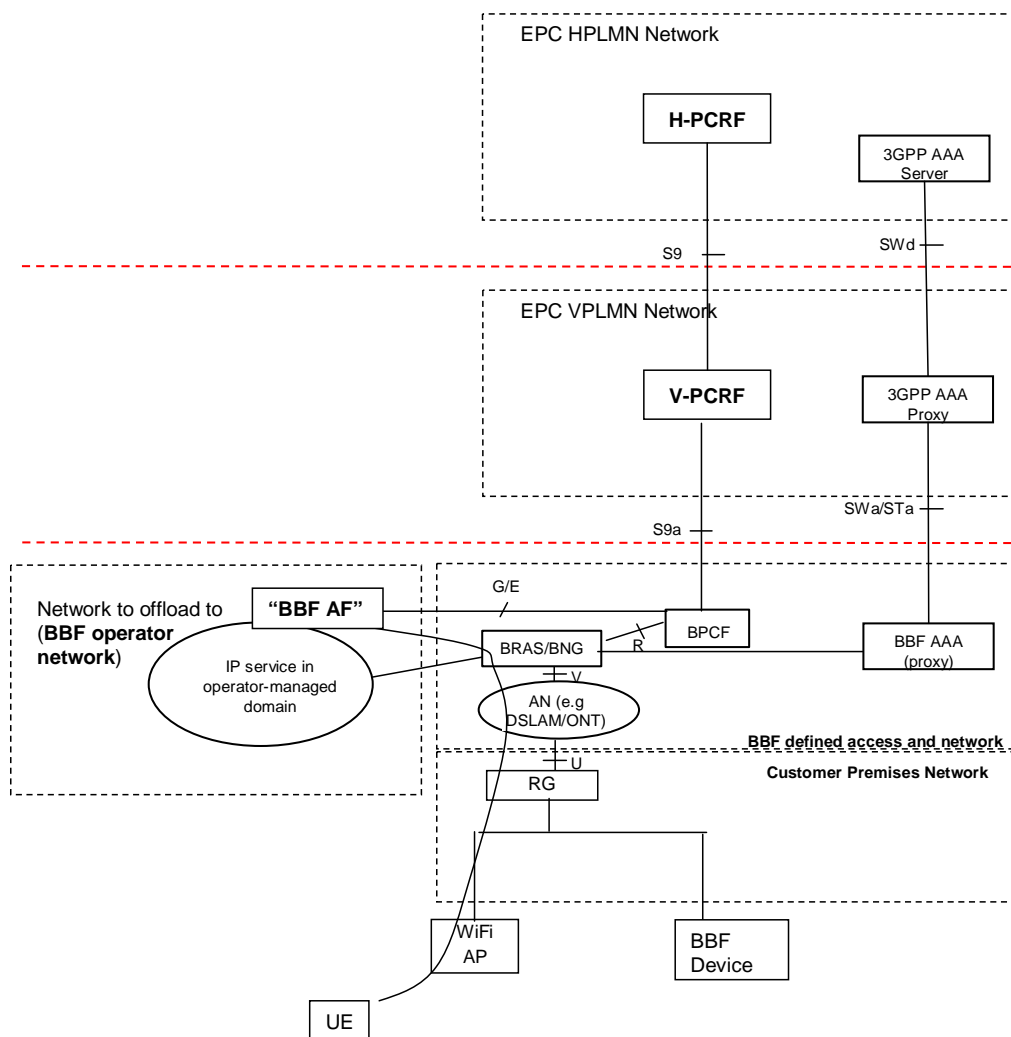 EPC HPLMN Network
H-PCRF
3GPP AAA
Server
S9
SWd
EPC VPLMN Network
V-PCRF
3GPP AAA
Proxy
S9a
SWa/STa
Network to offload to
(BBF operator
network)
"BBF AF"
G/E
BPCF
R
BRAS/BNG
BBF AAA
(proxy)
IP service in
operator-managed
domain
V
AN (e.g
DSLAM/ONT)
BBF defined access and network
U
Customer Premises Network
RG
WiFi
AP
BBF
Device
UE